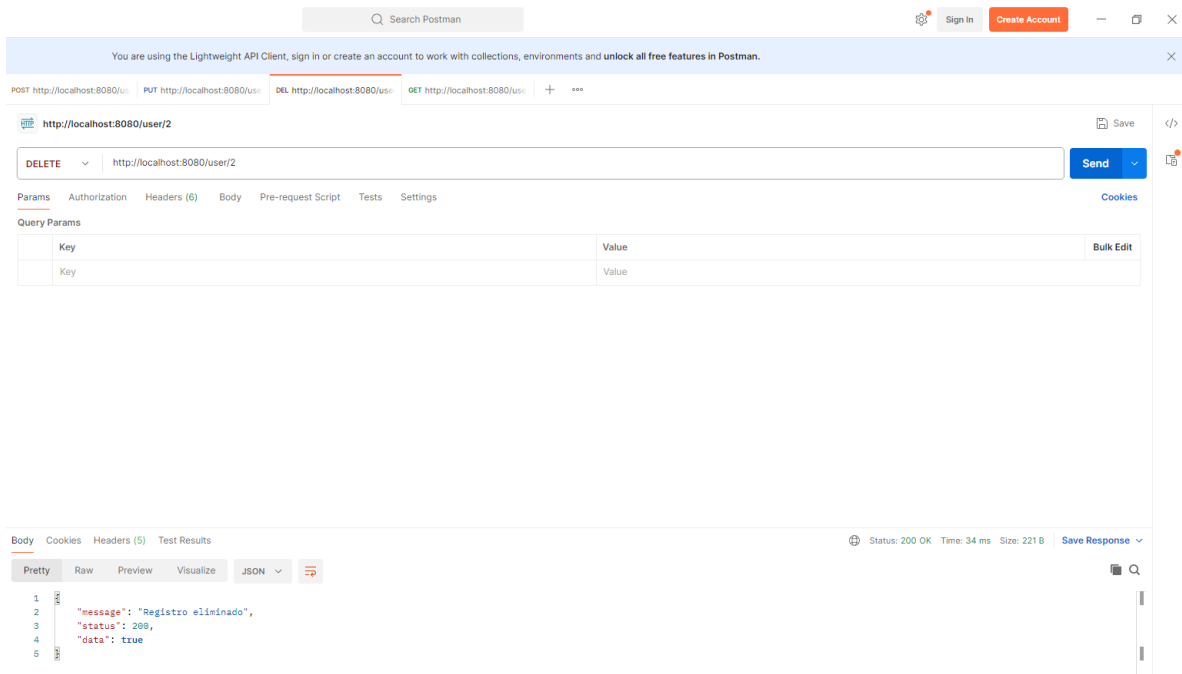 Search Postman
Sign In
Create Account
You are using the Lightweight API Client, sign in or create an account to work with collections, environments and unlock all free features in Postman.
POST http://localhost:8080/us
PUT http://localhost:8080/use
DEL http://localhost:8080/use
GET http://localhost:8080/use
HTTP http://localhost:8080/user/2
Save
</>
DELETE http://localhost:8080/user/2
Send
Params Authorization Headers (6) Body Pre-request Script Tests Settings
Cookies
Query Params
Key Value Bulk Edit
Key Value
Body Cookies Headers (5) Test Results
Status: 200 OK Time: 34 ms Size: 221 B Save Response
Pretty Raw Preview Visualize JSON
1 {
2 "message": "Registro eliminado",
3 "status": 200,
4 "data": true
5 }